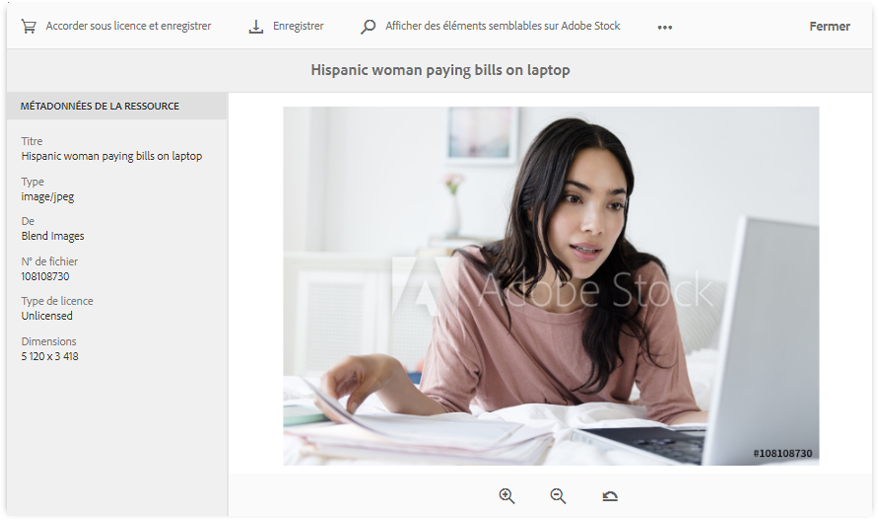 Accorder sous licence et enregistrer
Enregistrer
Afficher des éléments semblables sur Adobe Stock
Fermer
Hispanic woman paying bills on laptop
MÉTADONNÉES DE LA RESSOURCE
Titre
Hispanic woman paying bills on laptop
Type
image/jpeg
De
Blend Images
N° de fichier
108108730
Type de licence
Unlicensed
Dimensions
5 120 x 3 418
Adobe Stock
#108108730